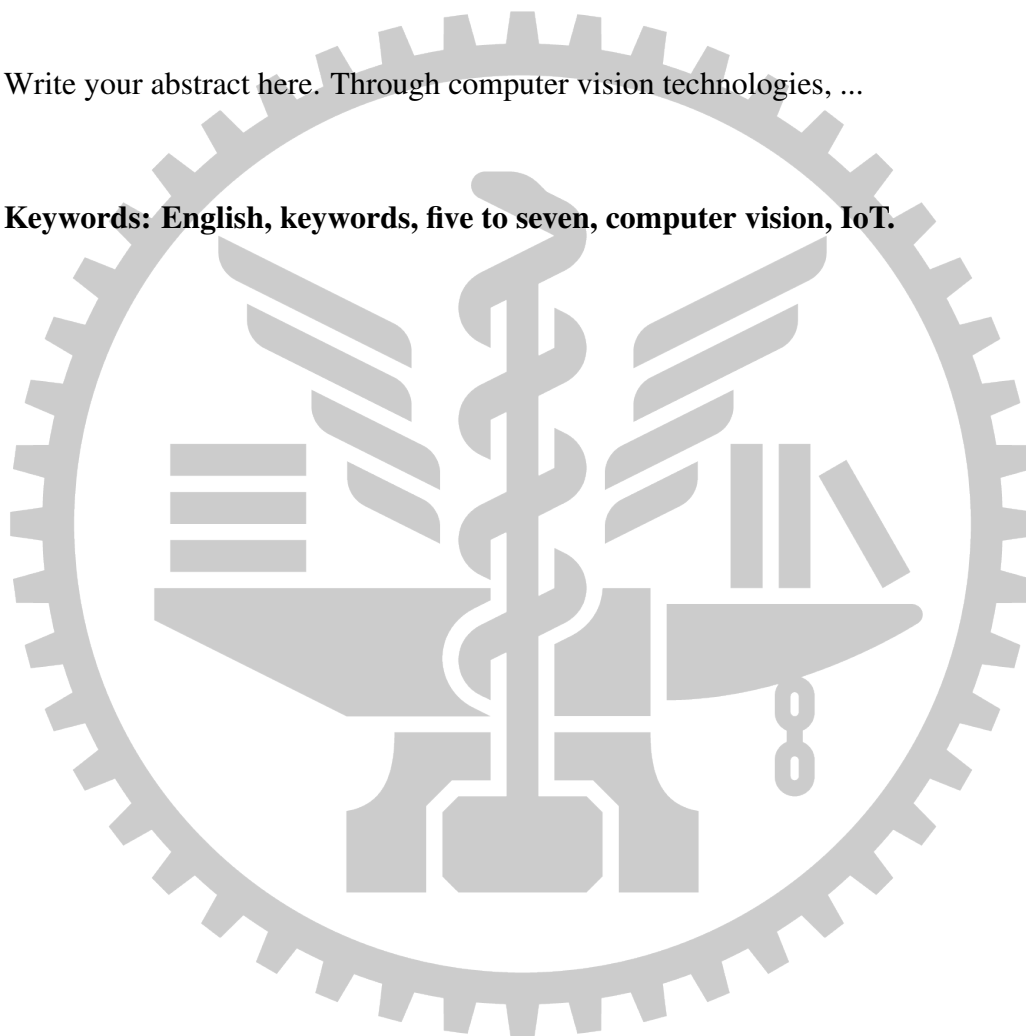 Write your abstract here. Through computer vision technologies, ...
Keywords: English, keywords, five to seven, computer vision, IoT.